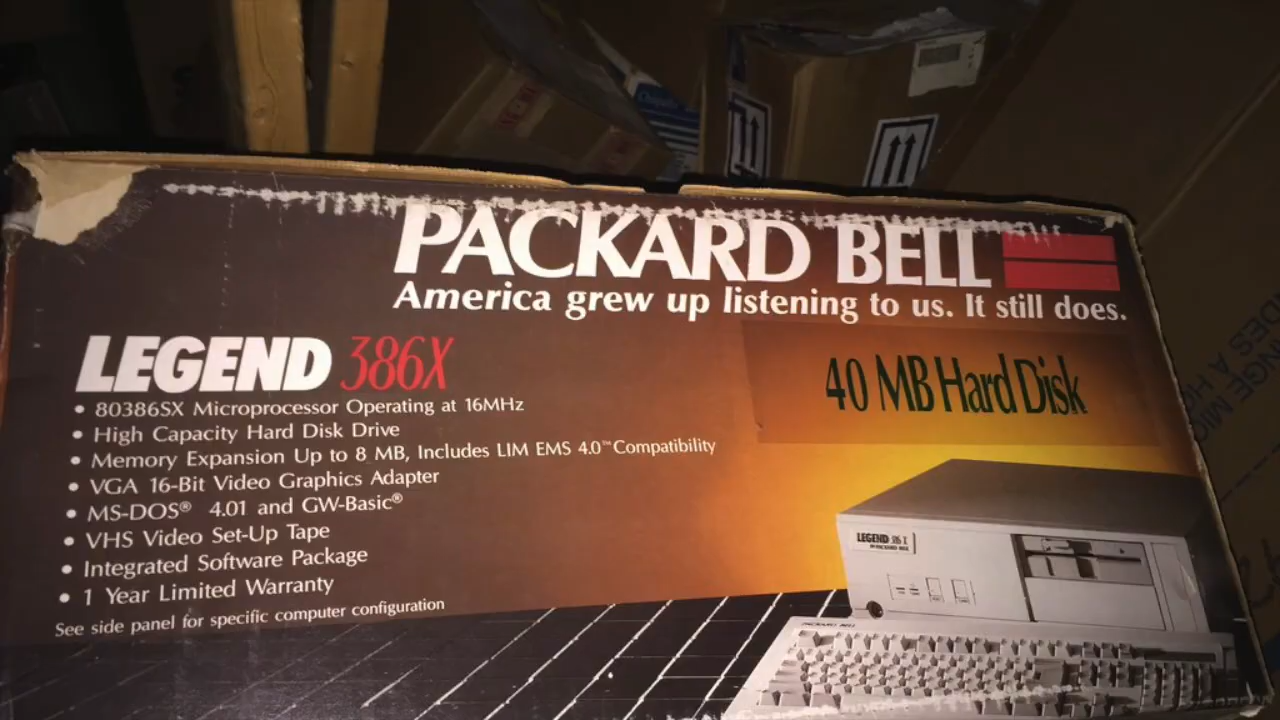 PACKARD BELL
America grew up listening to us. It still does.
LEGEND 386X
40 MB Hard Disk
• 80386SX Microprocessor Operating at 16MHz
• High Capacity Hard Disk Drive
• Memory Expansion Up to 8 MB, Includes LIM EMS 4.0™ Compatibility
• VGA 16-Bit Video Graphics Adapter
• MS-DOS® 4.01 and GW-Basic®
• VHS Video Set-Up Tape
• Integrated Software Package
• 1 Year Limited Warranty
See side panel for specific computer configuration
LEGEND 386X
PACKARD BELL
PACKARD BELL